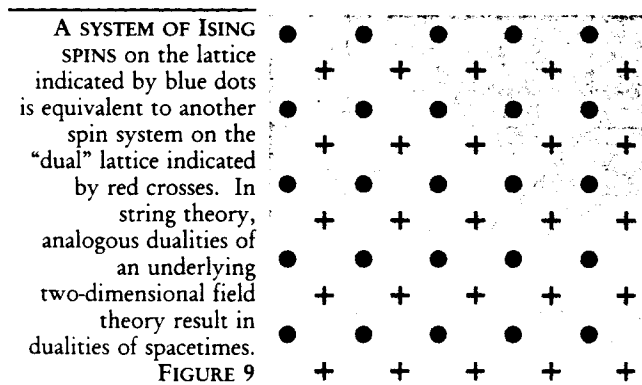 A SYSTEM OF ISING
SPINS on the lattice
indicated by blue dots
is equivalent to another
spin system on the
“dual” lattice indicated
by red crosses. In
string theory,
analogous dualities of
an underlying
two-dimensional field
theory result in
dualities of spacetimes.
FIGURE 9